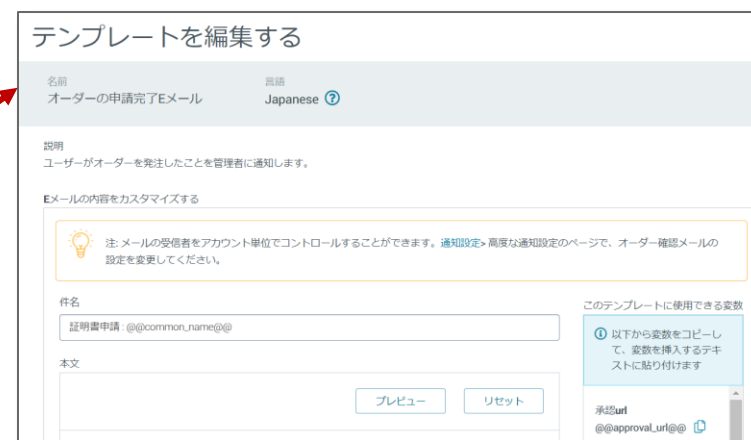 テンプレートを編集する
名前
オーダーの申請完了Eメール
言語
Japanese
説明
ユーザーがオーダーを発注したことを管理者に通知します。
Eメールの内容をカスタマイズする
注: メールの受信者をアカウント単位でコントロールすることができます。通知設定> 高度な通知設定のページで、オーダー確認メールの
設定を変更してください。
件名
証明書申請 : @@common_name@@
本文
プレビュー
リセット
このテンプレートに使用できる変数
以下から変数をコピーし
て、変数を挿入するテキ
ストに貼り付けます
承認url
@@approval_url@@